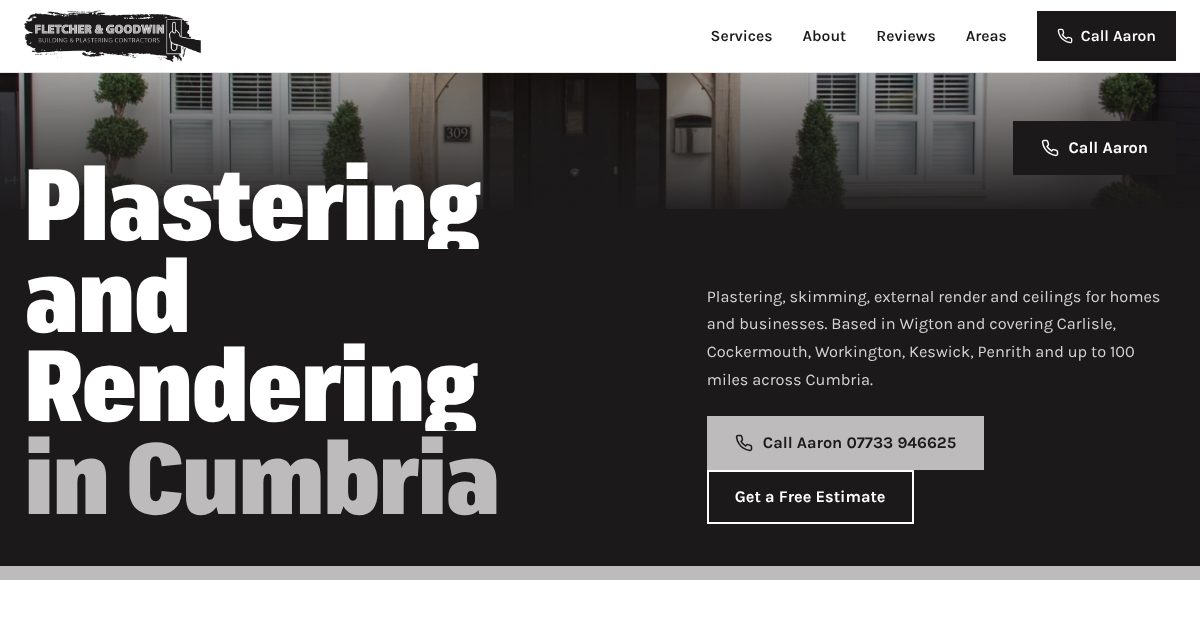 FLETCHER & GOODWIN
BUILDING & PLASTERING CONTRACTORS
Services
About
Reviews
Areas
Call Aaron
309
Call Aaron
Plastering
and
Rendering
in Cumbria
Plastering, skimming, external render and ceilings for homes
and businesses. Based in Wigton and covering Carlisle,
Cockermouth, Workington, Keswick, Penrith and up to 100
miles across Cumbria.
Call Aaron 07733 946625
Get a Free Estimate